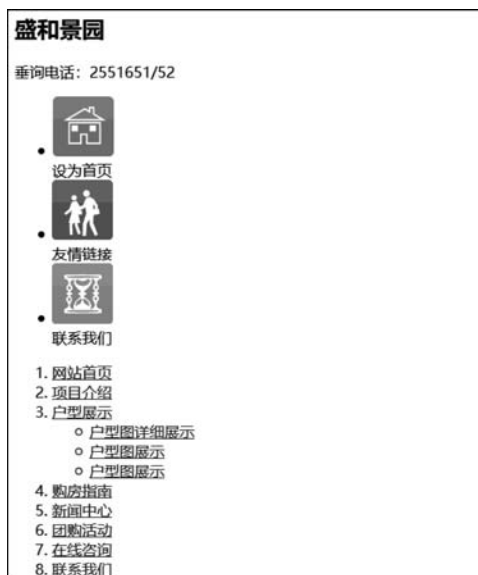 盛和景园
垂询电话：2551651/52
设为首页
友情链接
联系我们
1. 网站首页
2. 项目介绍
3. 户型展示
户型图详细展示
户型图展示
户型图展示
4. 购房指南
5. 新闻中心
6. 团购活动
7. 在线咨询
8. 联系我们